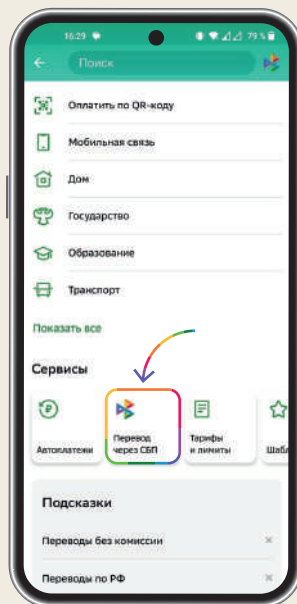 16:29
79 %
Поиск
Оплатить по QR-коду
Мобильная связь
Дом
Государство
Образование
Транспорт
Показать все
Сервисы
Автоплатежи
Перевод
через СБП
Тарифы
и лимиты
Шабл
Подсказки
Переводы без комиссии
Переводы по РФ